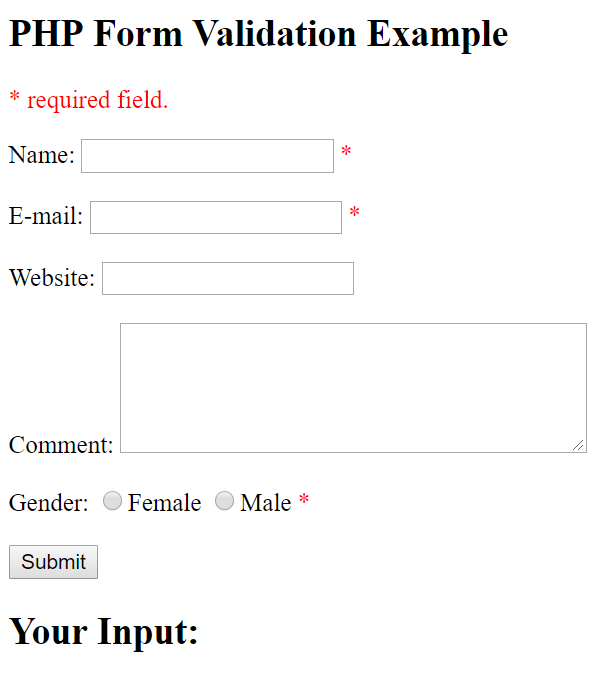 PHP Form Validation Example
* required field.
Name: *
E-mail: *
Website:
Comment:
Gender: Female Male *
Submit
Your Input: